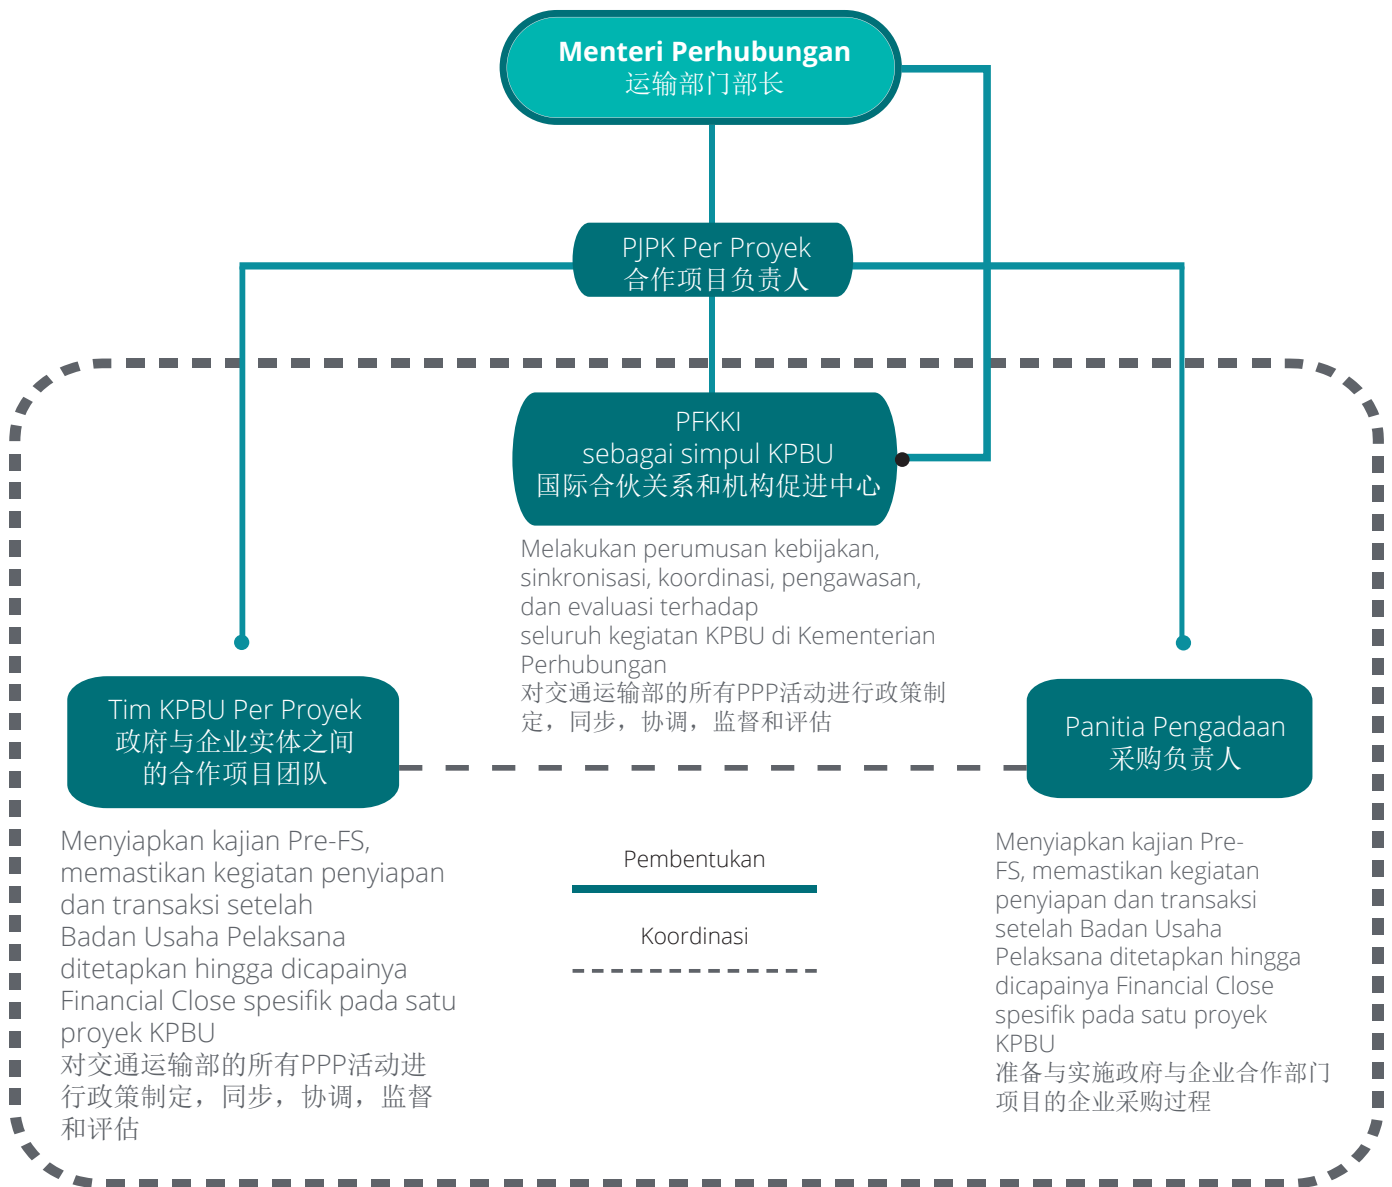 Menteri Perhubungan
运输部门部长
PJPK Per Proyek
合作项目负责人
PFKKI
sebagai simpul KPBU
国际合伙关系和机构促进中心
Melakukan perumusan kebijakan,
sinkronisasi, koordinasi, pengawasan,
dan evaluasi terhadap
seluruh kegiatan KPBU di Kementerian
Perhubungan
对交通运输部的所有PPP活动进行政策制
定，同步，协调，监督和评估
Tim KPBU Per Proyek
政府与企业实体之间
的合作项目团队
Panitia Pengadaan
采购负责人
Menyiapkan kajian Pre-FS,
memastikan kegiatan penyiapan
dan transaksi setelah
Badan Usaha Pelaksana
ditetapkan hingga dicapainya
Financial Close spesifik pada satu
proyek KPBU
对交通运输部的所有PPP活动进
行政策制定，同步，协调，监督
和评估
Pembentukan
Koordinasi
Menyiapkan kajian Pre-
FS, memastikan kegiatan
penyiapan dan transaksi
setelah Badan Usaha
Pelaksana ditetapkan hingga
dicapainya Financial Close
spesifik pada satu proyek
KPBU
准备与实施政府与企业合作部门
项目的企业采购过程